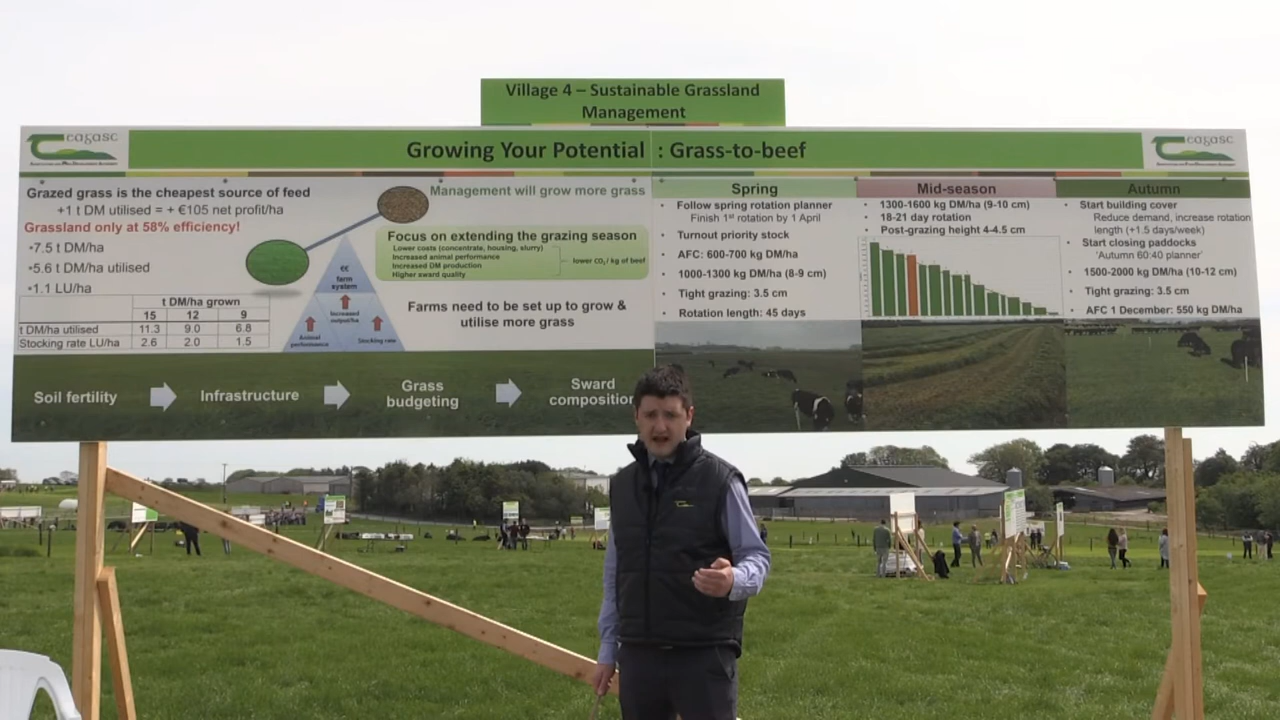 Village 4 – Sustainable Grassland
Management
eagasc
Growing Your Potential : Grass-to-beef
eagasc
Grazed grass is the cheapest source of feed
+1 t DM utilised = + €105 net profit/ha
Grassland only at 58% efficiency!
•7.5 t DM/ha
•5.6 t DM/ha utilised
•1.1 LU/ha
t DM/ha grown
15 12 9
t DM/ha utilised 11.3 9.0 6.8
Stocking rate LU/ha 2.6 2.0 1.5
Management will grow more grass
Focus on extending the grazing season
Lower costs (concentrate, housing, slurry)
Increased animal performance
Increased DM production
Higher sward quality
lower CO2/ kg of beef
€€
farm
system
Increased
output/ha
Animal
performance
Stocking rate
Farms need to be set up to grow &
utilise more grass
Soil fertility
Infrastructure
Grass
budgeting
Sward
composition
Spring
• Follow spring rotation planner
Finish 1st rotation by 1 April
• Turnout priority stock
• AFC: 600-700 kg DM/ha
• 1000-1300 kg DM/ha (8-9 cm)
• Tight grazing: 3.5 cm
• Rotation length: 45 days
Mid-season
• 1300-1600 kg DM/ha (9-10 cm)
• 18-21 day rotation
• Post-grazing height 4-4.5 cm
Autumn
• Start building cover
Reduce demand, increase rotation
length (+1.5 days/week)
• Start closing paddocks
'Autumn 60:40 planner'
• 1500-2000 kg DM/ha (10-12 cm)
• Tight grazing: 3.5 cm
• AFC 1 December: 550 kg DM/ha